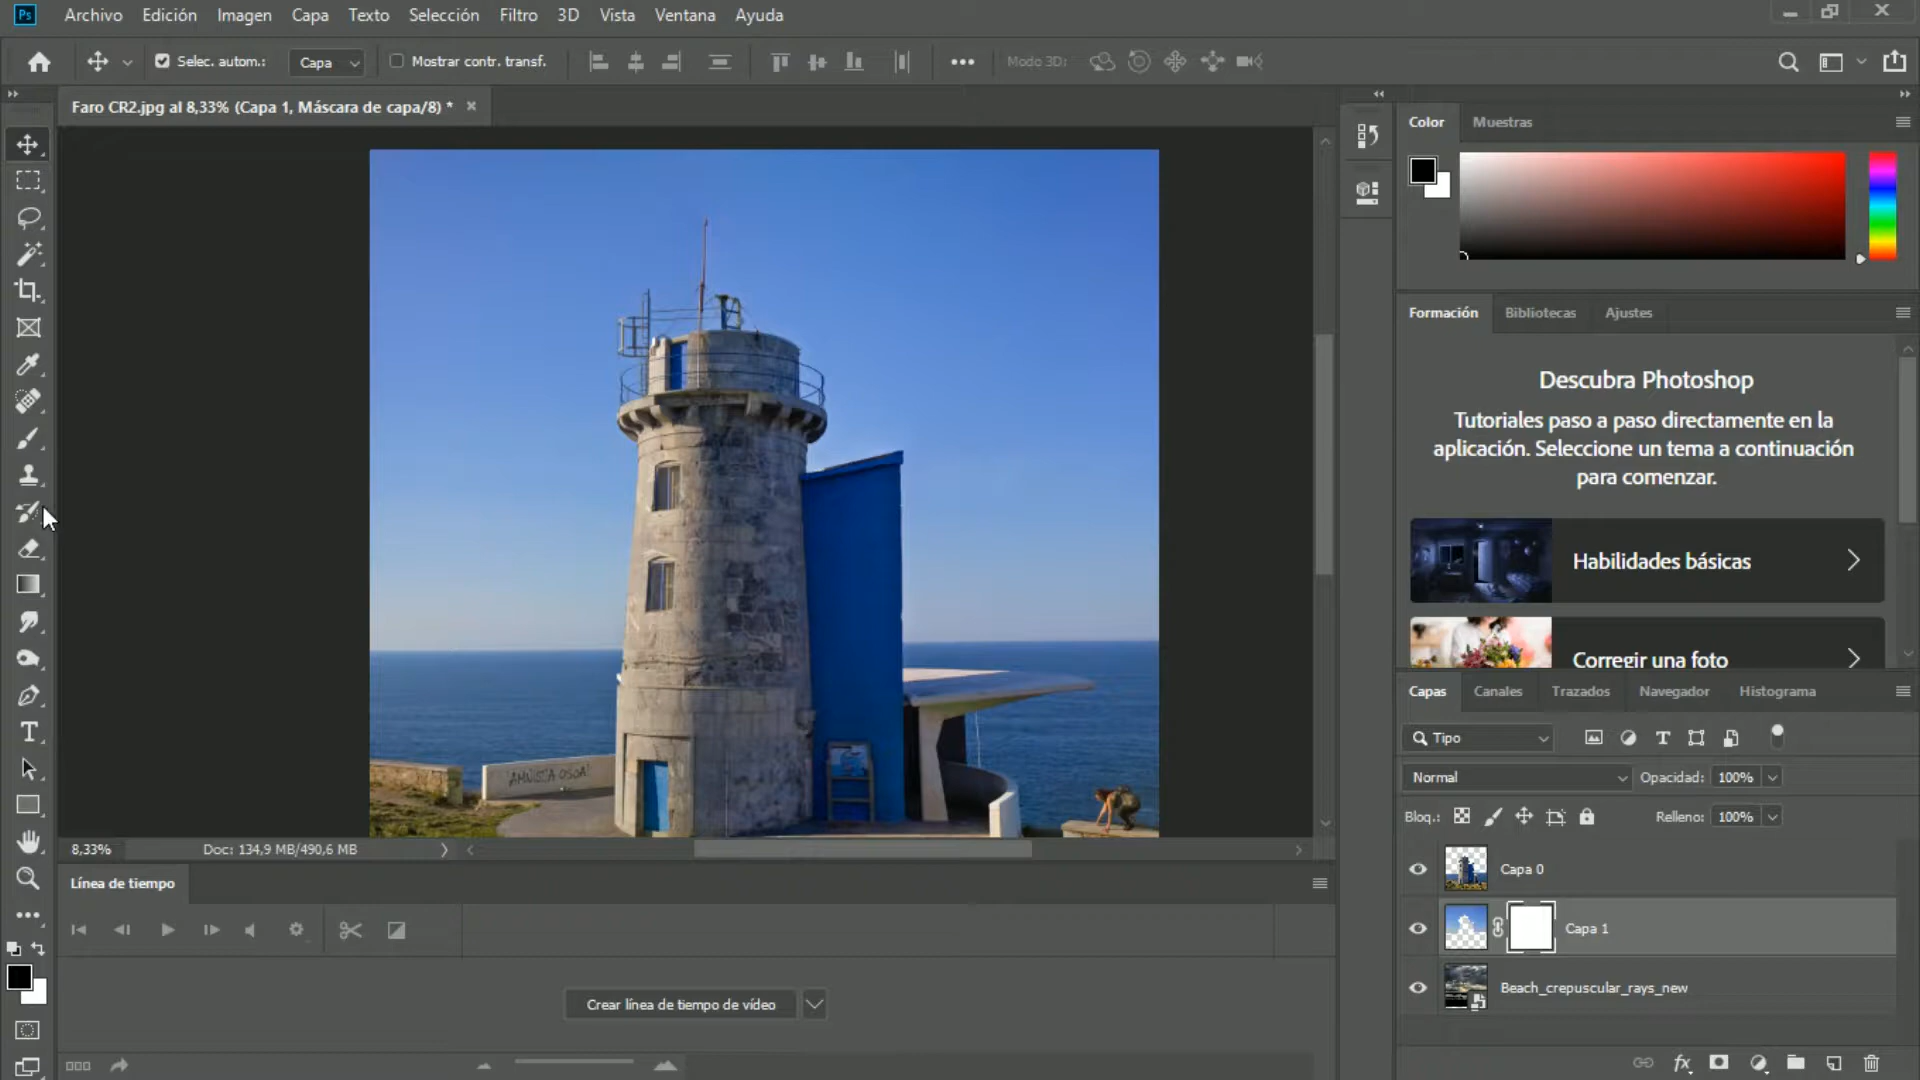 Ps Archivo Edición Imagen Capa Texto Selección Filtro 3D Vista Ventana Ayuda
Selec. autom.: Capa Mostrar contr. transf. Modo 3D:
Faro CR2.jpg al 8,33% (Capa 1, Máscara de capa/8) *
Color Muestras
Formación Bibliotecas Ajustes
Descubra Photoshop
Tutoriales paso a paso directamente en la
aplicación. Seleccione un tema a continuación
para comenzar.
Habilidades básicas
Corregir una foto
Capas Canales Trazados Navegador Histograma
Tipo
Normal Opacidad: 100%
Bloq.: Relleno: 100%
Capa 0
Capa 1
Beach_crepuscular_rays_new
8,33% Doc: 134,9 MB/490,6 MB
Línea de tiempo
Crear línea de tiempo de vídeo